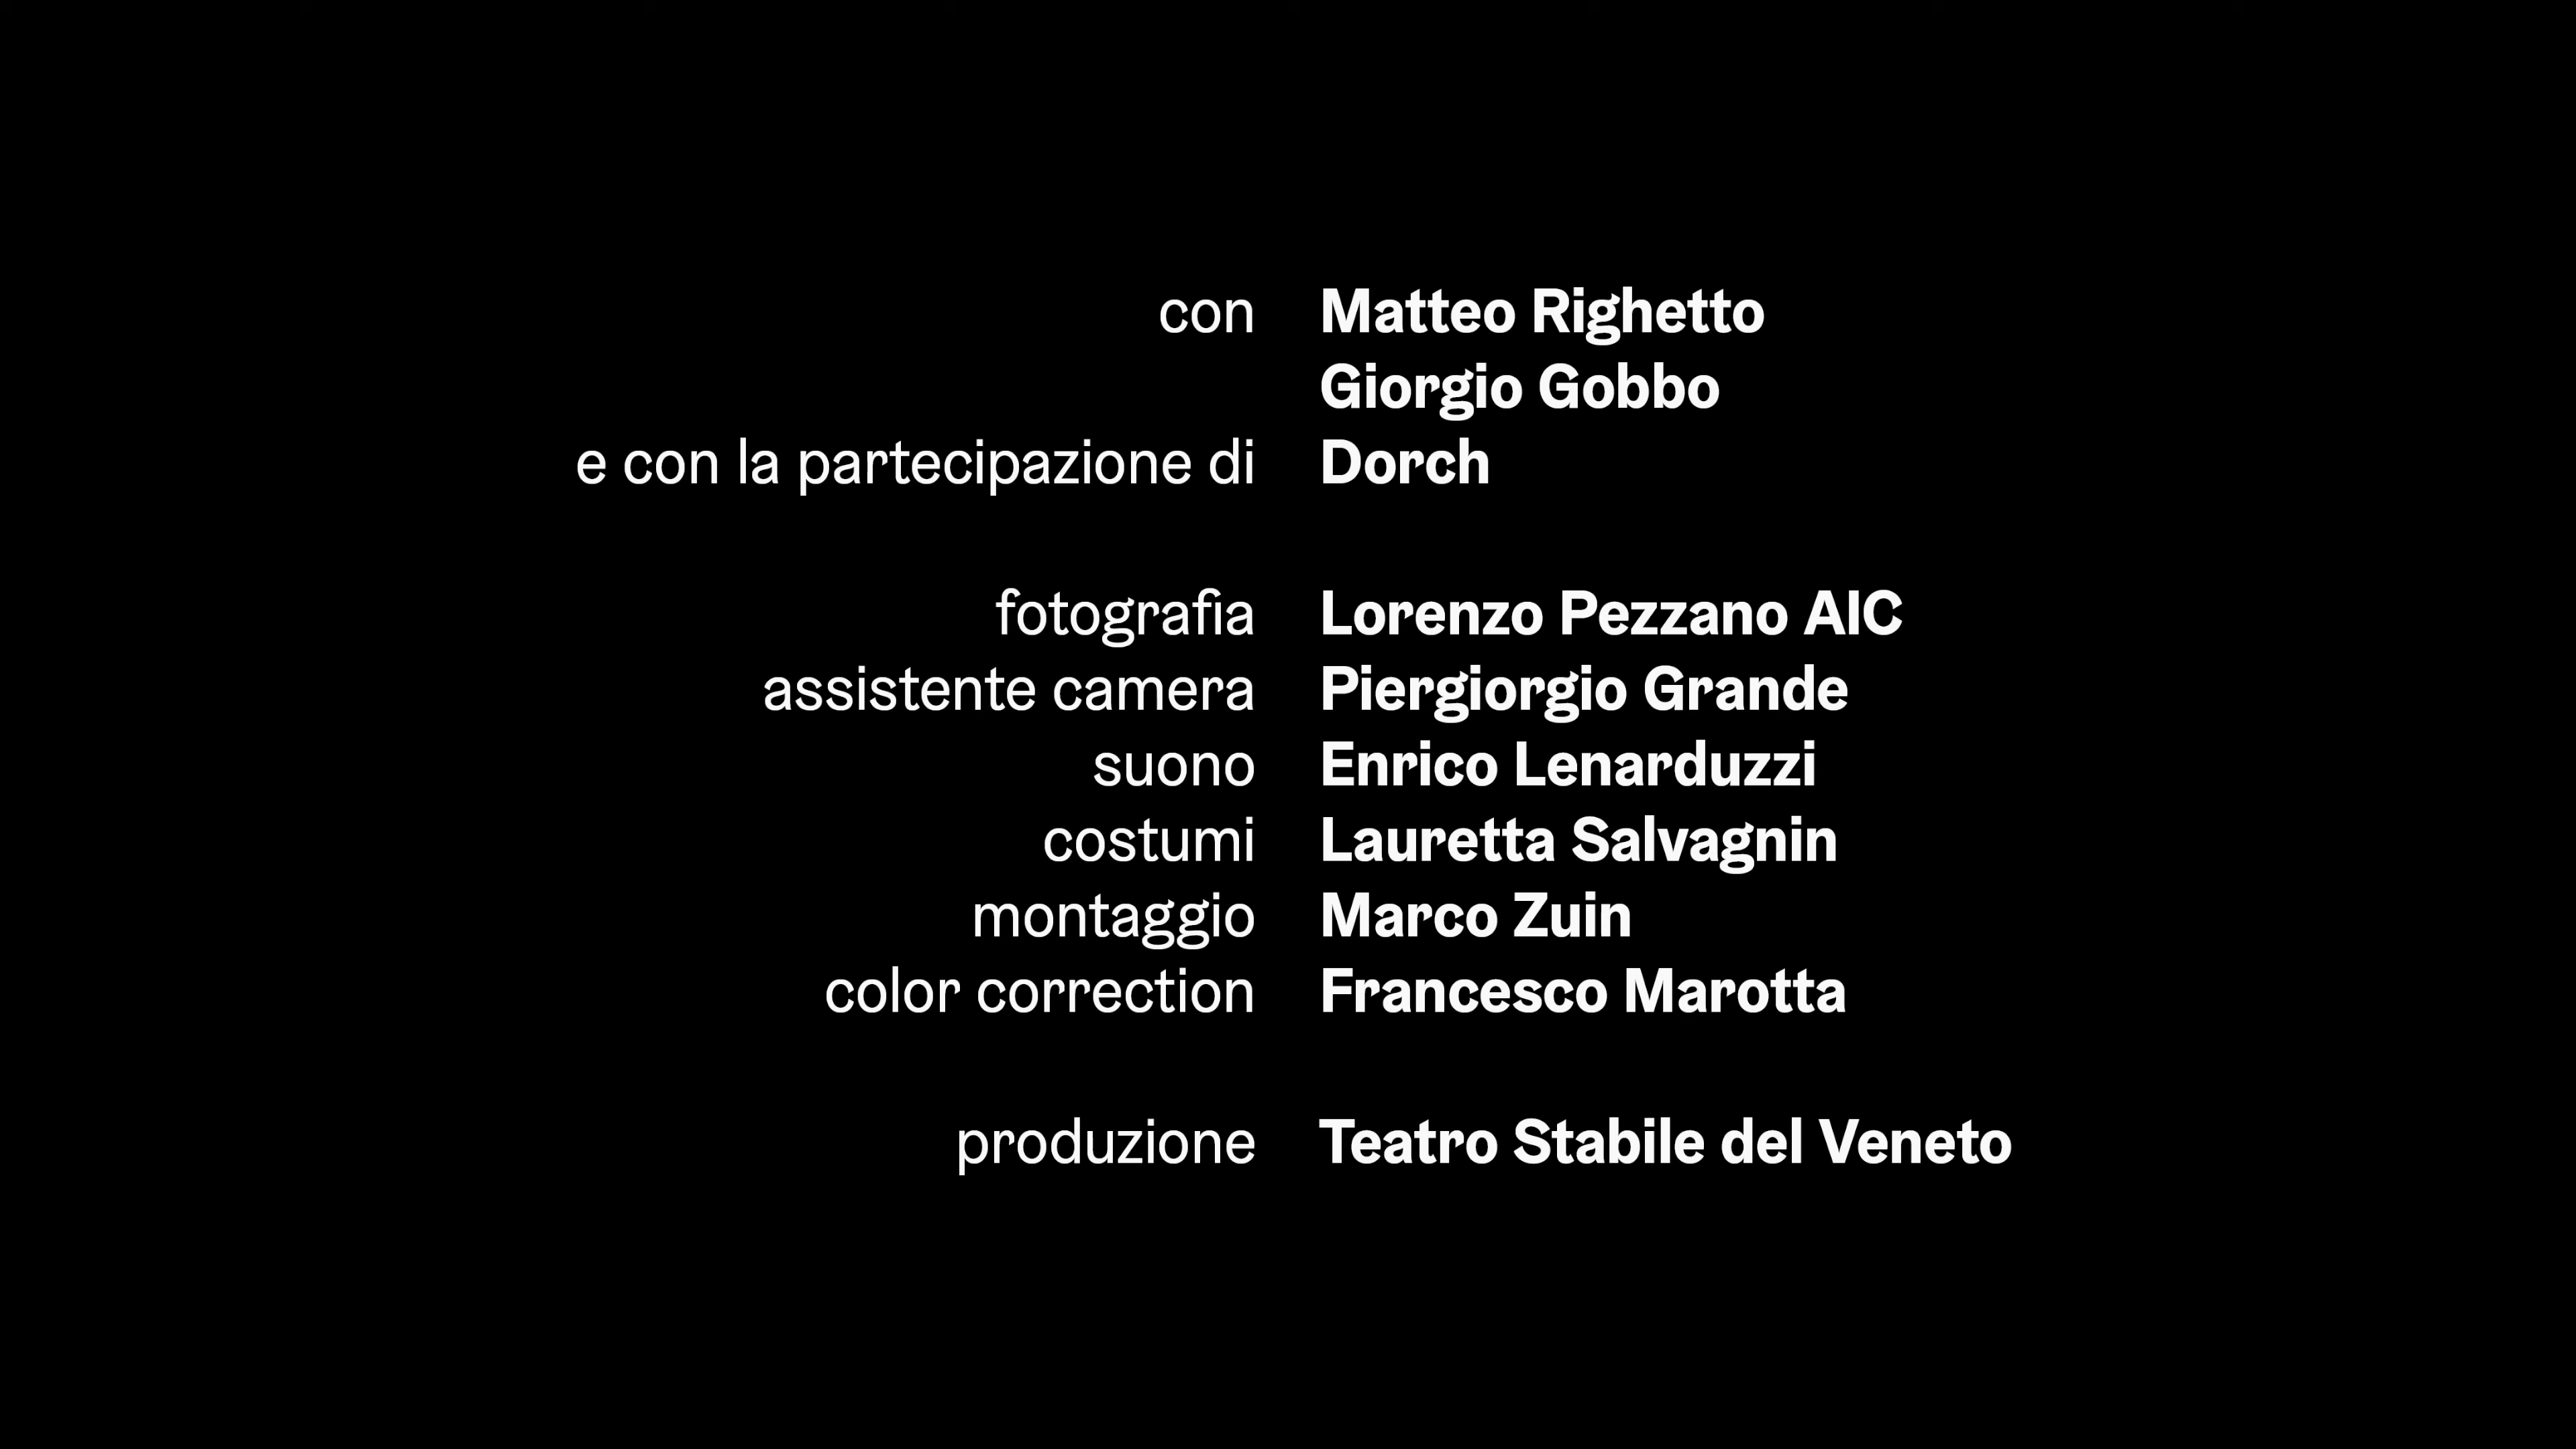 con Matteo Righetto
Giorgio Gobbo
e con la partecipazione di Dorch
fotografia Lorenzo Pezzano AIC
assistente camera Piergiorgio Grande
suono Enrico Lenarduzzi
costumi Lauretta Salvagnin
montaggio Marco Zuin
color correction Francesco Marotta
produzione Teatro Stabile del Veneto